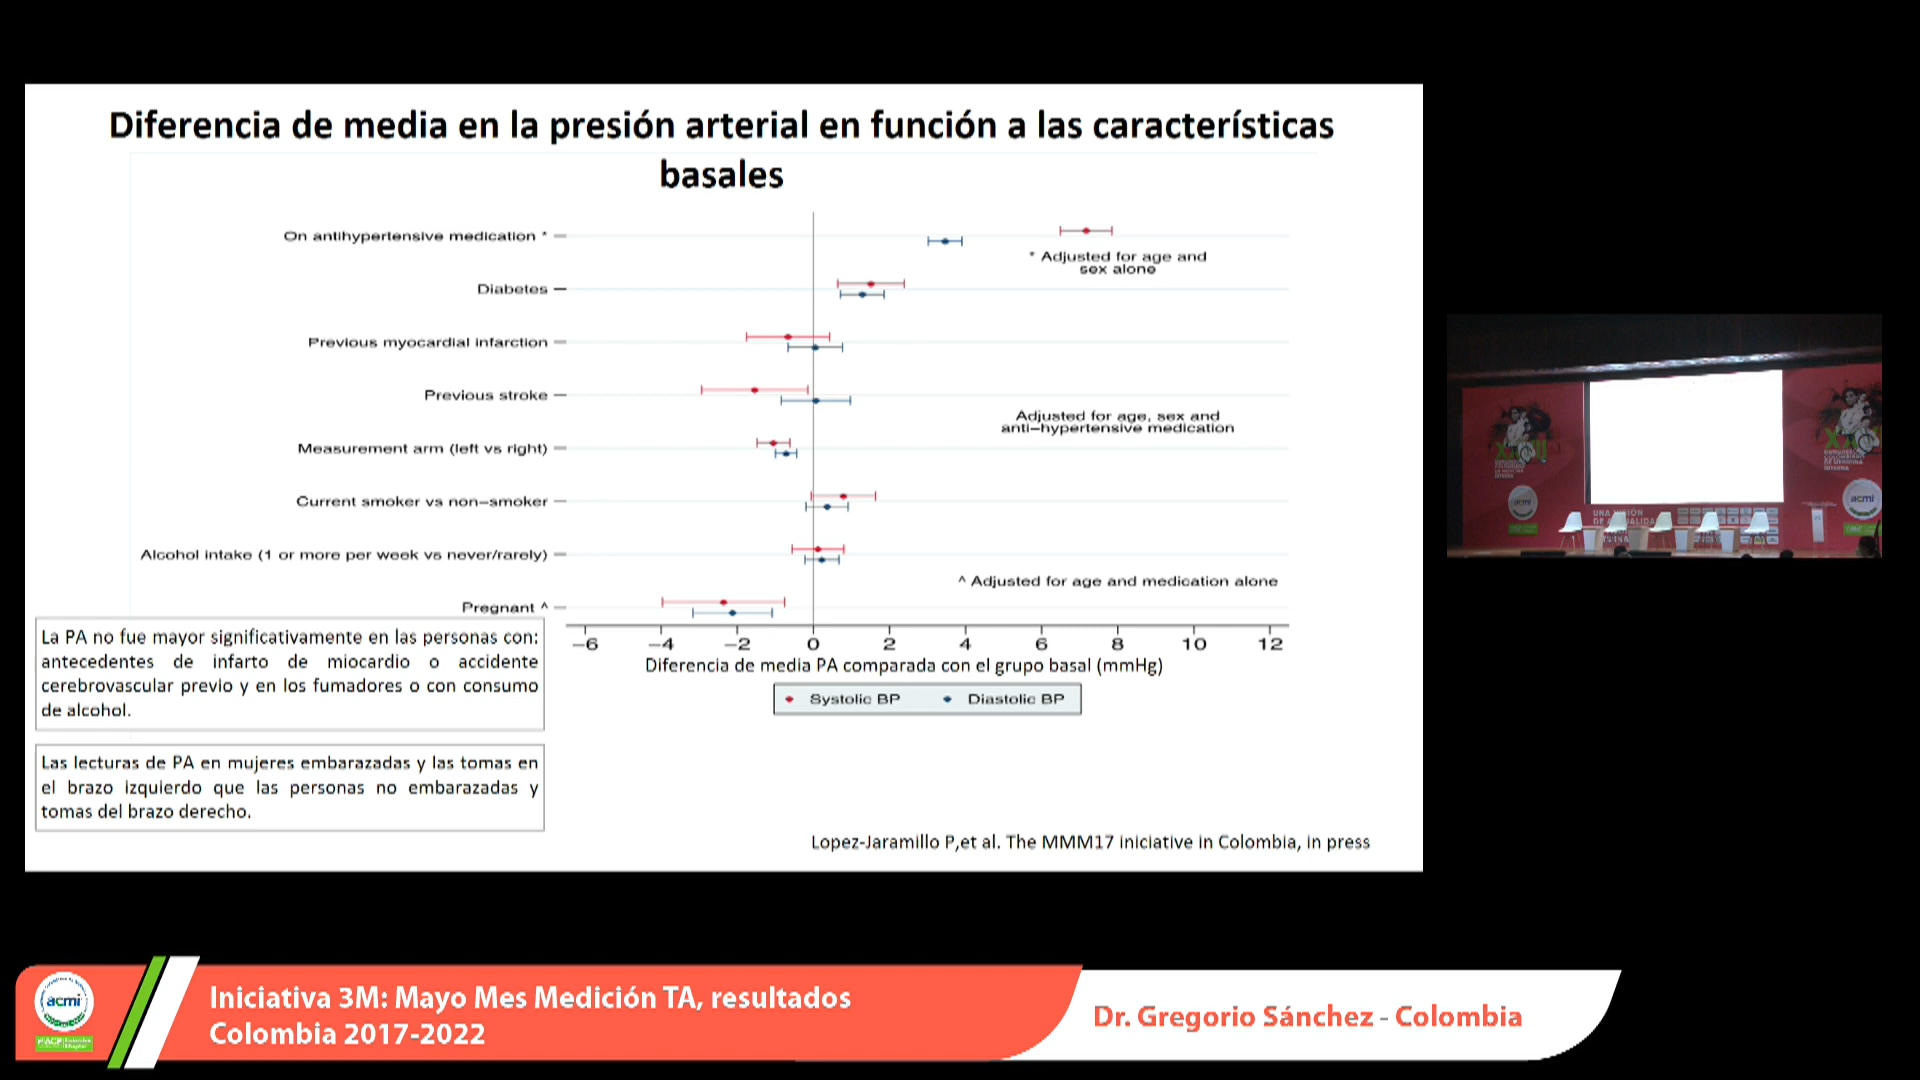 Diferencia de media en la presión arterial en función a las características
basales
On antihypertensive medication *
* Adjusted for age and
sex alone
Diabetes
Previous myocardial infarction
Previous stroke
Adjusted for age, sex and
anti–hypertensive medication
Measurement arm (left vs right)
Current smoker vs non–smoker
Alcohol intake (1 or more per week vs never/rarely)
^ Adjusted for age and medication alone
Pregnant ^
–6 –4 –2 0 2 4 6 8 10 12
Diferencia de media PA comparada con el grupo basal (mmHg)
Systolic BP Diastolic BP
La PA no fue mayor significativamente en las personas con:
antecedentes de infarto de miocardio o accidente
cerebrovascular previo y en los fumadores o con consumo
de alcohol.
Las lecturas de PA en mujeres embarazadas y las tomas en
el brazo izquierdo que las personas no embarazadas y
tomas del brazo derecho.
Lopez-Jaramillo P,et al. The MMM17 iniciative in Colombia, in press
acmi
acmi
acmi
Iniciativa 3M: Mayo Mes Medición TA, resultados
Colombia 2017-2022
Dr. Gregorio Sánchez - Colombia